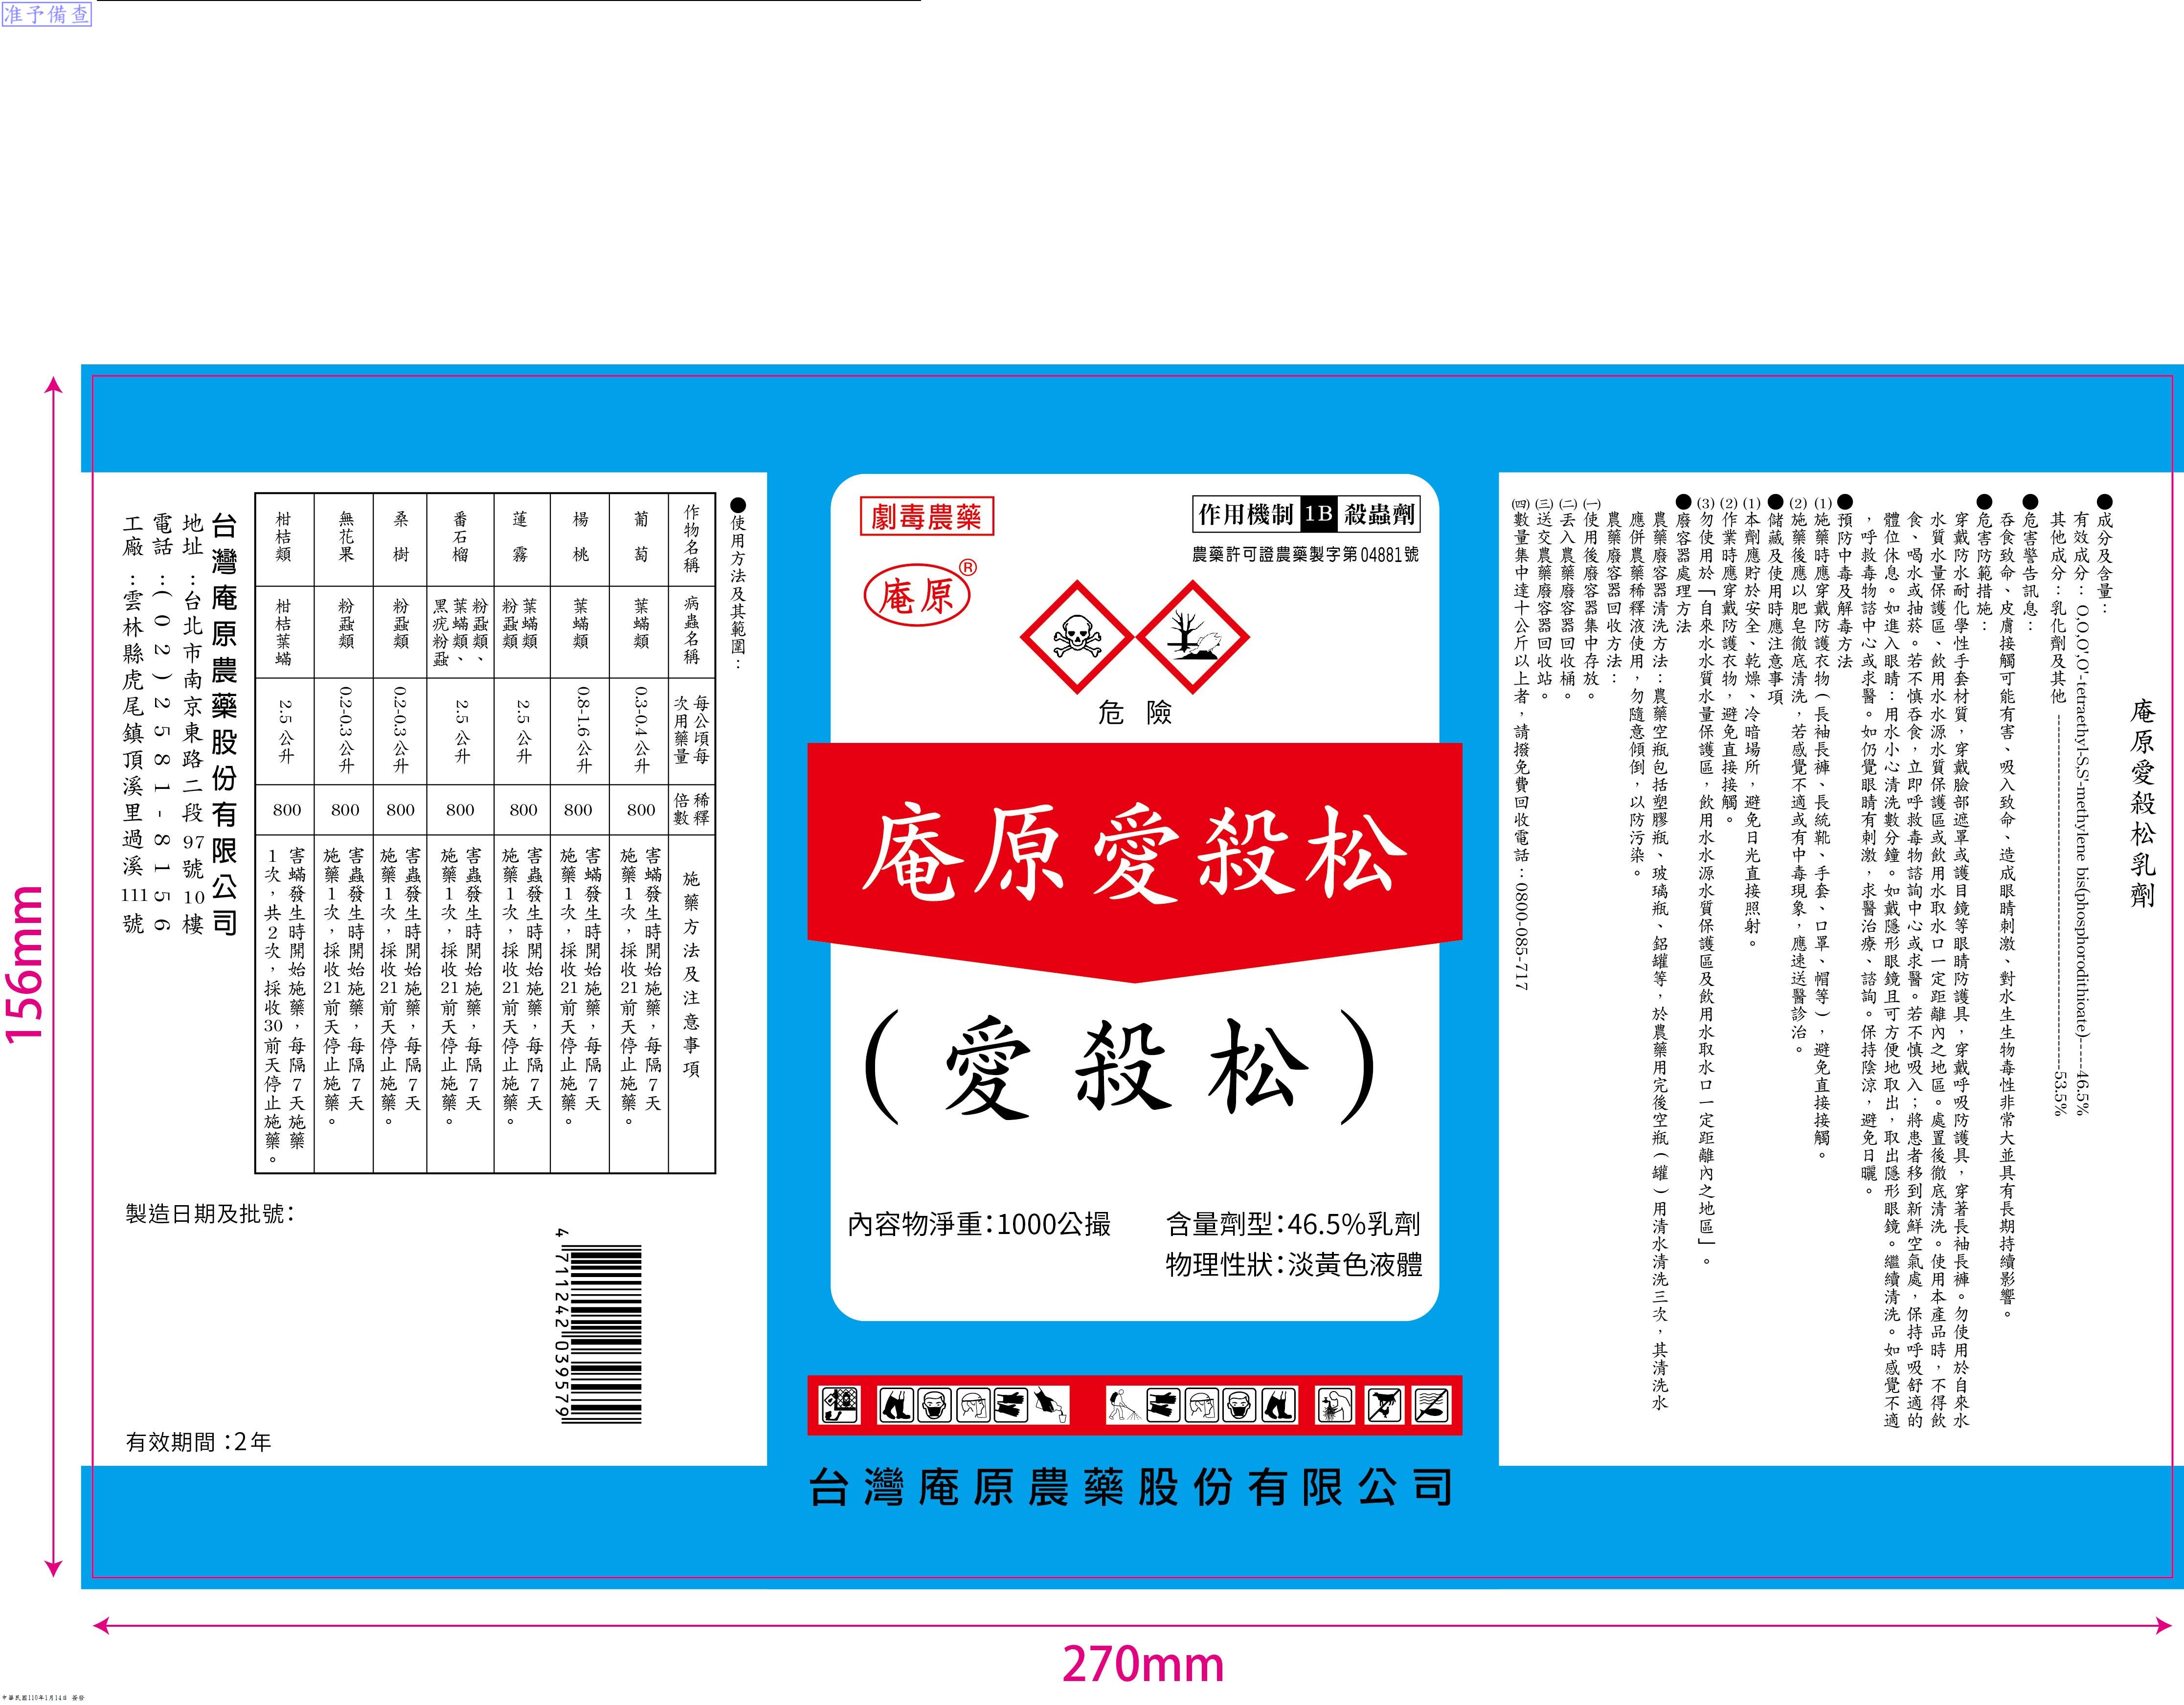 准予備查
庵原愛殺松乳劑
●成分及含量：
有效成分： O,O,O',O'-tetraethyl-S,S'-methylene bis(phosphorodithioate)----46.5%
其他成分：乳化劑及其他 --------------------------------------------------53.5%
●危害警告訊息：
吞食致命、皮膚接觸可能有害、吸入致命、造成眼睛刺激、對水生生物毒性非常大並具有長期持續影響。
●危害防範措施：
穿戴防水耐化學性手套材質，穿戴臉部遮罩或護目鏡等眼睛防護具，穿戴呼吸防護具，穿著長袖長褲。勿使用於自來水
水質水量保護區、飲用水水源水質保護區或飲用水取水口一定距離內之地區。處置後徹底清洗。使用本產品時，不得飲
食、喝水或抽菸。若不慎吞食，立即呼救毒物諮詢中心或求醫。若不慎吸入；將患者移到新鮮空氣處，保持呼吸舒適的
體位休息。如進入眼睛：用水小心清洗數分鐘。如戴隱形眼鏡且可方便地取出，取出隱形眼鏡。繼續清洗。如感覺不適
，呼救毒物諮中心或求醫。如仍覺眼睛有刺激，求醫治療、諮詢。保持陰涼，避免日曬。
●預防中毒及解毒方法
(1)施藥時應穿戴防護衣物（長袖長褲、長統靴、手套、口罩、帽等），避免直接接觸。
(2)施藥後應以肥皂徹底清洗，若感覺不適或有中毒現象，應速送醫診治。
●儲藏及使用時應注意事項
(1)本劑應貯於安全、乾燥、冷暗場所，避免日光直接照射。
(2)作業時應穿戴防護衣物，避免直接接觸。
(3)勿使用於「自來水水質水量保護區，飲用水水源水質保護區及飲用水取水口一定距離內之地區」。
●廢容器處理方法
農藥廢容器清洗方法：農藥空瓶包括塑膠瓶、玻璃瓶、鋁罐等，於農藥用完後空瓶（罐）用清水清洗三次，其清洗水
應併農藥稀釋液使用，勿隨意傾倒，以防污染。
農藥廢容器回收方法：
(一)使用後廢容器集中存放。
(二)丟入農藥廢容器回收桶。
(三)送交農藥廢容器回收站。
(四)數量集中達十公斤以上者，請撥免費回收電話：0800-085-717
劇毒農藥
作用機制 1B 殺蟲劑
農藥許可證農藥製字第04881號
庵原®
危 險
庵原愛殺松
（愛殺松）
內容物淨重：1000公撮
含量劑型：46.5%乳劑
物理性狀：淡黃色液體
台灣庵原農藥股份有限公司
●使用方法及其範圍：
作物名稱 病蟲名稱 每公頃每次用藥量 稀釋倍數 施藥方法及注意事項
葡萄 葉蟎類 0.3-0.4公升 800 害蟎發生時開始施藥，每隔7天施藥1次，採收21前天停止施藥。
楊桃 葉蟎類 0.8-1.6公升 800 害蟎發生時開始施藥，每隔7天施藥1次，採收21前天停止施藥。
蓮霧 葉蟎類 粉蝨類 2.5公升 800 害蟲發生時開始施藥，每隔7天施藥1次，採收21前天停止施藥。
番石榴 粉蝨類、葉蟎類、黑疣粉蝨 2.5公升 800 害蟲發生時開始施藥，每隔7天施藥1次，採收21前天停止施藥。
桑樹 粉蝨類 0.2-0.3公升 800 害蟲發生時開始施藥，每隔7天施藥1次，採收21前天停止施藥。
無花果 粉蝨類 0.2-0.3公升 800 害蟲發生時開始施藥，每隔7天施藥1次，採收21前天停止施藥。
柑桔類 柑桔葉蟎 2.5公升 800 害蟎發生時開始施藥，每隔7天施藥1次，共2次，採收30前天停止施藥。
台灣庵原農藥股份有限公司
地址：台北市南京東路二段97號10樓
電話：(02)2581-8156
工廠：雲林縣虎尾鎮頂溪里過溪111號
製造日期及批號：
4 711242 039579
有效期間：2年
156mm
270mm
中華民國110年1月14日 簽發